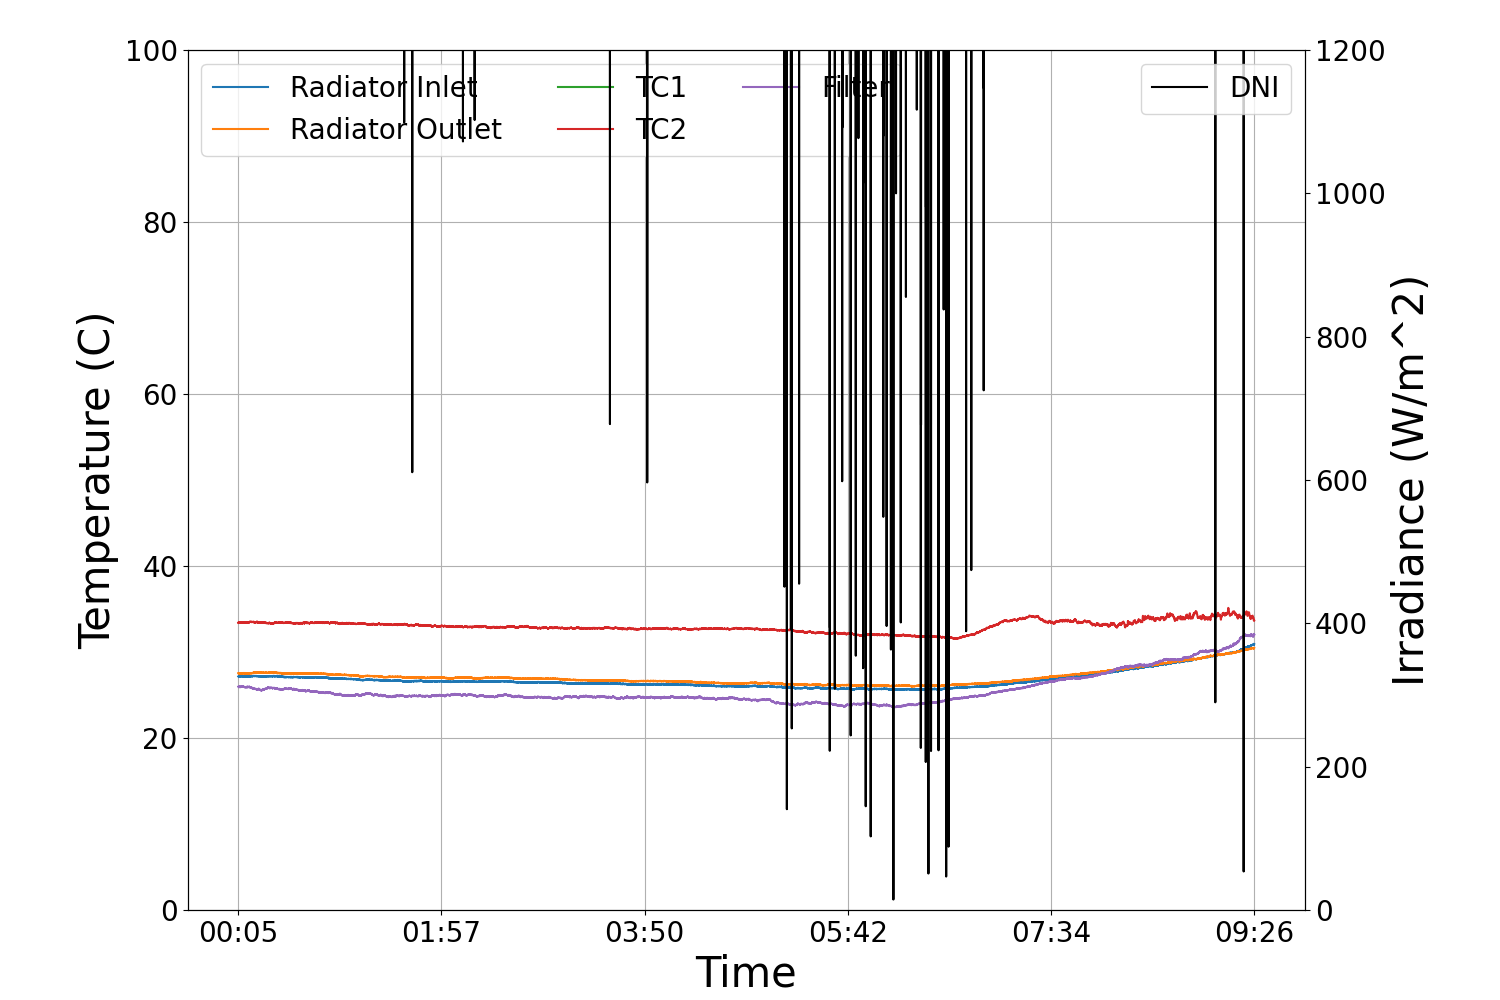 100
80
60
40
20
0
Temperature (C)
Radiator Inlet
Radiator Outlet
TC1
TC2
Filter
DNI
1200
1000
800
600
400
200
0
Irradiance (W/m^2)
00:05 01:57 03:50 05:42 07:34 09:26
Time